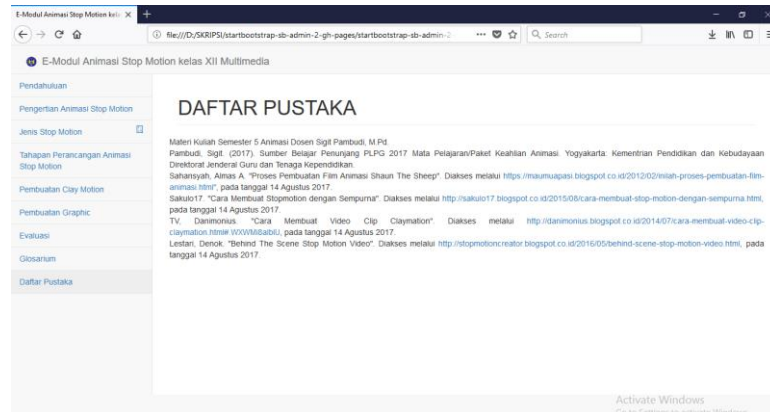 E-Modul Animasi Stop Motion kel
file:///D:/SKRIPSI/startbootstrap-sb-admin-2-gh-pages/startbootstrap-sb-admin-2-
Search
E-Modul Animasi Stop Motion kelas XII Multimedia
Pendahuluan
Pengertian Animasi Stop Motion
Jenis Stop Motion
Tahapan Perancangan Animasi
Stop Motion
Pembuatan Clay Motion
Pembuatan Graphic
Evaluasi
Glosarium
Daftar Pustaka
DAFTAR PUSTAKA
Materi Kuliah Semester 5 Animasi Dosen Sigit Pambudi, M.Pd.
Pambudi, Sigit. (2017). Sumber Belajar Penunjang PLPG 2017 Mata Pelajaran/Paket Keahlian Animasi. Yogyakarta: Kementrian Pendidikan dan Kebudayaan
Direktorat Jenderal Guru dan Tenaga Kependidikan.
Sahansyah, Almas A. "Proses Pembuatan Film Animasi Shaun The Sheep". Diakses melalui https://maumuapasi.blogspot.co.id/2012/02/inilah-proses-pembuatan-film-
animasi.html", pada tanggal 14 Agustus 2017.
Sakulo17. "Cara Membuat Stopmotion dengan Sempurna". Diakses melalui http://sakulo17.blogspot.co.id/2015/08/cara-membuat-stop-motion-dengan-sempurna.html,
pada tanggal 14 Agustus 2017.
TV, Danimonius. "Cara Membuat Video Clip Claymation". Diakses melalui http://danimonius.blogspot.co.id/2014/07/cara-membuat-video-clip-
claymation.html# pada tanggal 14 Agustus 2017.
Lestari, Denok. "Behind The Scene Stop Motion Video". Diakses melalui http://stopmotioncreator.blogspot.co.id/2016/05/behind-scene-stop-motion-video.html, pada
tanggal 14 Agustus 2017.
Activate Windows
Go to Settings to activate Windows